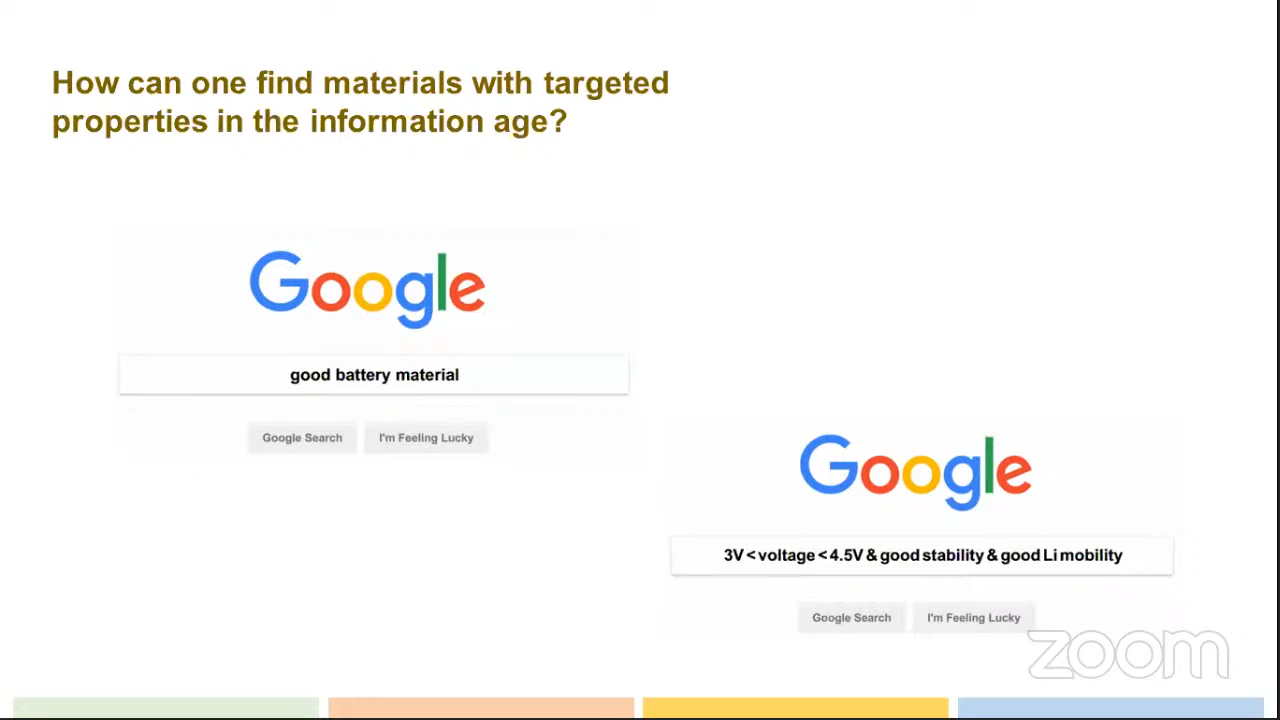 How can one find materials with targeted
properties in the information age?
Google
good battery material
Google Search
I'm Feeling Lucky
Google
3V < voltage < 4.5V & good stability & good Li mobility
Google Search
I'm Feeling Lucky
zoom